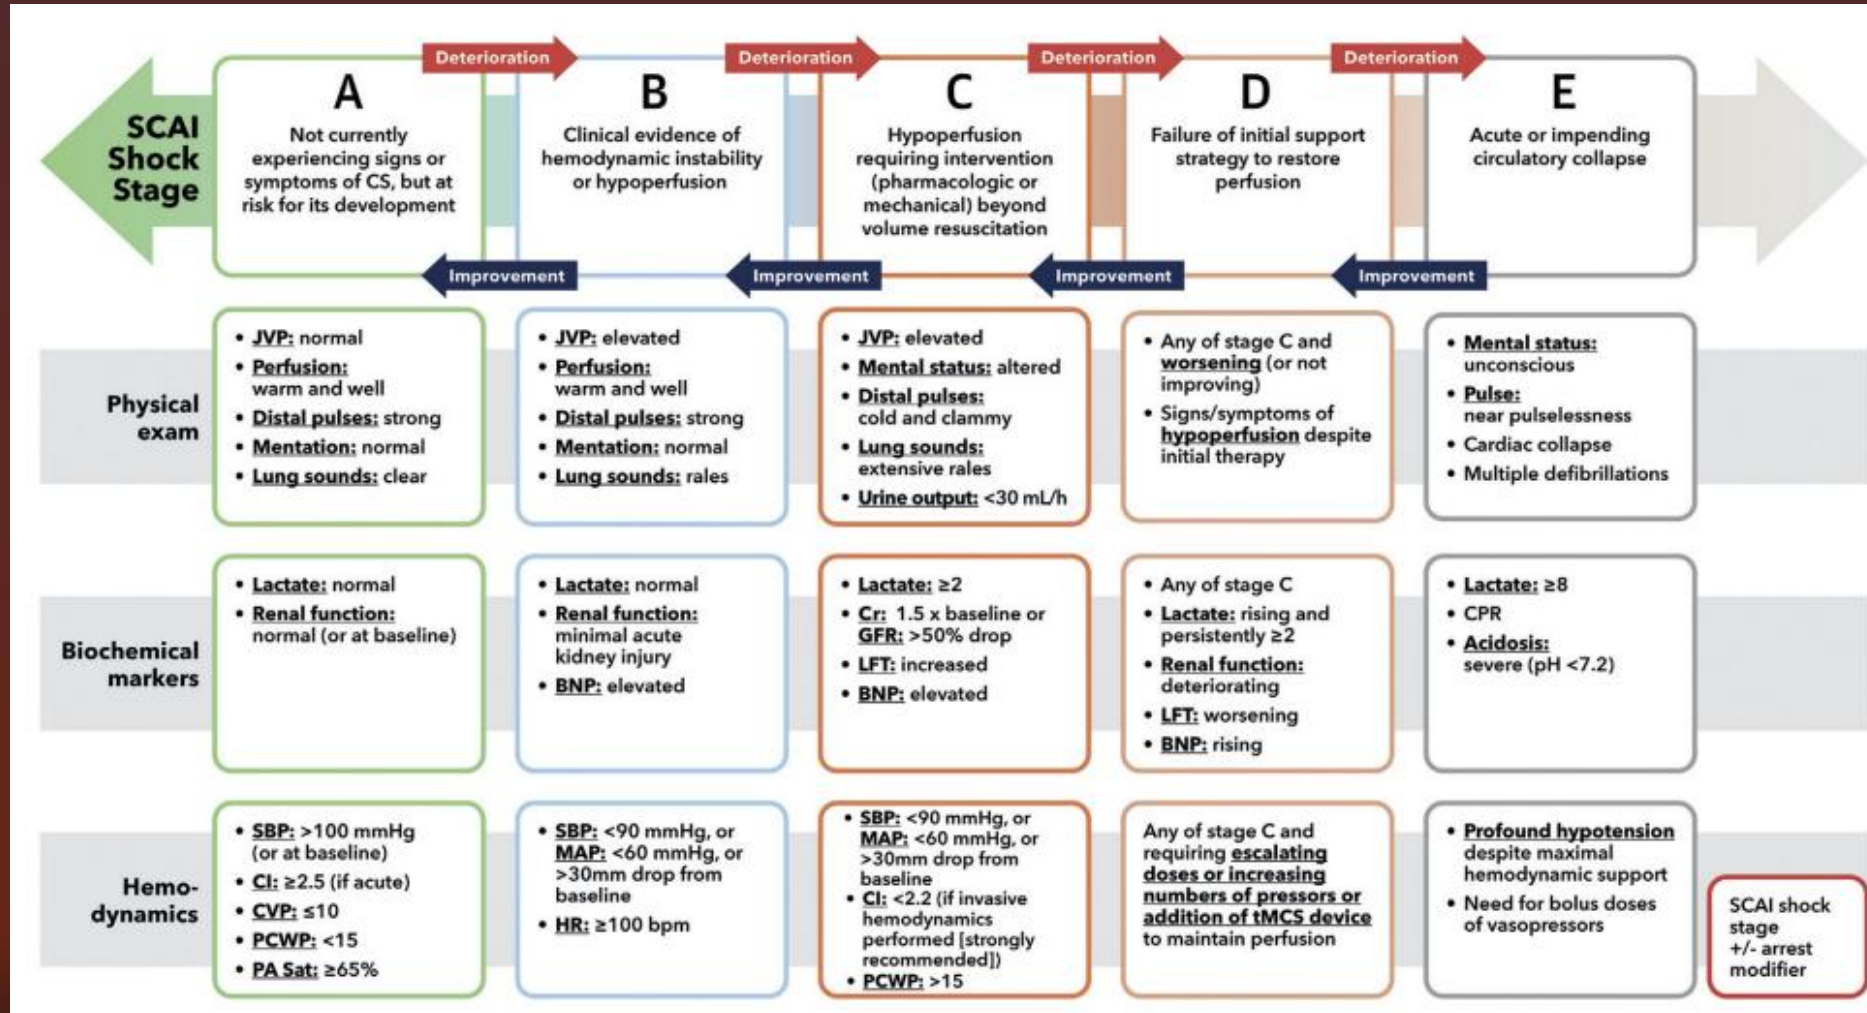 Deterioration
Deterioration
Deterioration
Deterioration
SCAI
Shock
Stage
A
Not currently
experiencing signs or
symptoms of CS, but at
risk for its development
B
Clinical evidence of
hemodynamic instability
or hypoperfusion
C
Hypoperfusion
requiring intervention
(pharmacologic or
mechanical) beyond
volume resuscitation
D
Failure of initial support
strategy to restore
perfusion
E
Acute or impending
circulatory collapse
Improvement
Improvement
Improvement
Improvement
Physical
exam
• JVP: normal
• Perfusion:
warm and well
• Distal pulses: strong
• Mentation: normal
• Lung sounds: clear
• JVP: elevated
• Perfusion:
warm and well
• Distal pulses: strong
• Mentation: normal
• Lung sounds: rales
• JVP: elevated
• Mental status: altered
• Distal pulses:
cold and clammy
• Lung sounds:
extensive rales
• Urine output: <30 mL/h
• Any of stage C and
worsening (or not
improving)
• Signs/symptoms of
hypoperfusion despite
initial therapy
• Mental status:
unconscious
• Pulse:
near pulselessness
• Cardiac collapse
• Multiple defibrillations
Biochemical
markers
• Lactate: normal
• Renal function:
normal (or at baseline)
• Lactate: normal
• Renal function:
minimal acute
kidney injury
• BNP: elevated
• Lactate: ≥2
• Cr: 1.5 x baseline or
GFR: >50% drop
• LFT: increased
• BNP: elevated
• Any of stage C
• Lactate: rising and
persistently ≥2
• Renal function:
deteriorating
• LFT: worsening
• BNP: rising
• Lactate: ≥8
• CPR
• Acidosis:
severe (pH <7.2)
Hemo-
dynamics
• SBP: >100 mmHg
(or at baseline)
• CI: ≥2.5 (if acute)
• CVP: ≤10
• PCWP: <15
• PA Sat: ≥65%
• SBP: <90 mmHg, or
MAP: <60 mmHg, or
>30mm drop from
baseline
• HR: ≥100 bpm
• SBP: <90 mmHg, or
MAP: <60 mmHg, or
>30mm drop from
baseline
• CI: <2.2 (if invasive
hemodynamics
performed [strongly
recommended])
• PCWP: >15
Any of stage C and
requiring escalating
doses or increasing
numbers of pressors or
addition of tMCS device
to maintain perfusion
• Profound hypotension
despite maximal
hemodynamic support
• Need for bolus doses
of vasopressors
SCAI shock
stage
+/- arrest
modifier